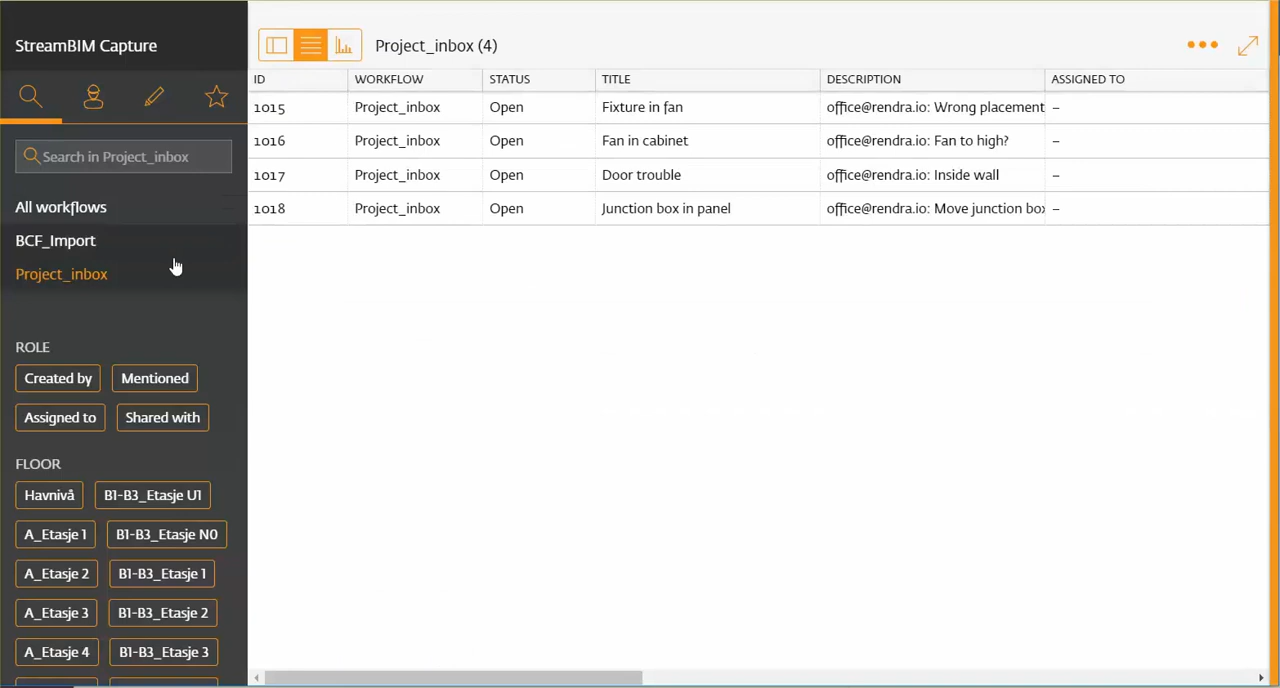 StreamBIM Capture
Search in Project_inbox
All workflows
BCF_Import
Project_inbox
ROLE
Created by Mentioned
Assigned to Shared with
FLOOR
Havnivå B1-B3_Etasje U1
A_Etasje 1 B1-B3_Etasje N0
A_Etasje 2 B1-B3_Etasje 1
A_Etasje 3 B1-B3_Etasje 2
A_Etasje 4 B1-B3_Etasje 3
Project_inbox (4)
ID WORKFLOW STATUS TITLE DESCRIPTION ASSIGNED TO
1015 Project_inbox Open Fixture in fan office@rendra.io: Wrong placement –
1016 Project_inbox Open Fan in cabinet office@rendra.io: Fan to high? –
1017 Project_inbox Open Door trouble office@rendra.io: Inside wall –
1018 Project_inbox Open Junction box in panel office@rendra.io: Move junction box –